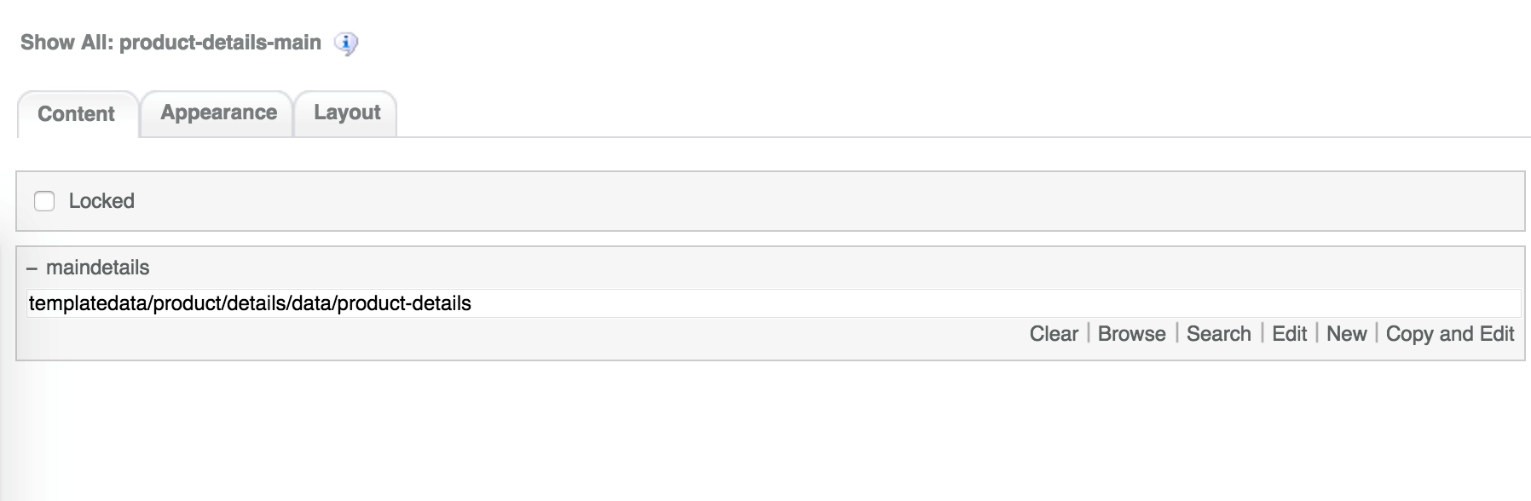 Show All: product-details-main
Content Appearance Layout
Locked
– maindetails
templatedata/product/details/data/product-details
Clear | Browse | Search | Edit | New | Copy and Edit